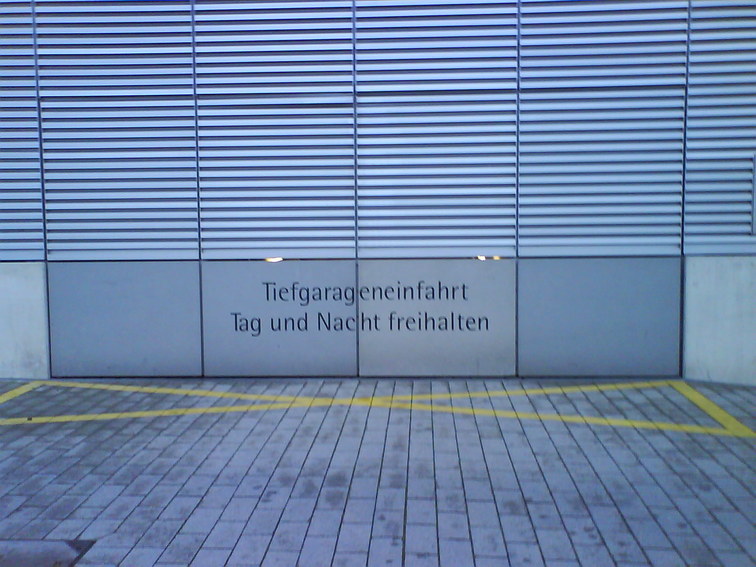 Tiefgarageneinfahrt
Tag und Nacht freihalten